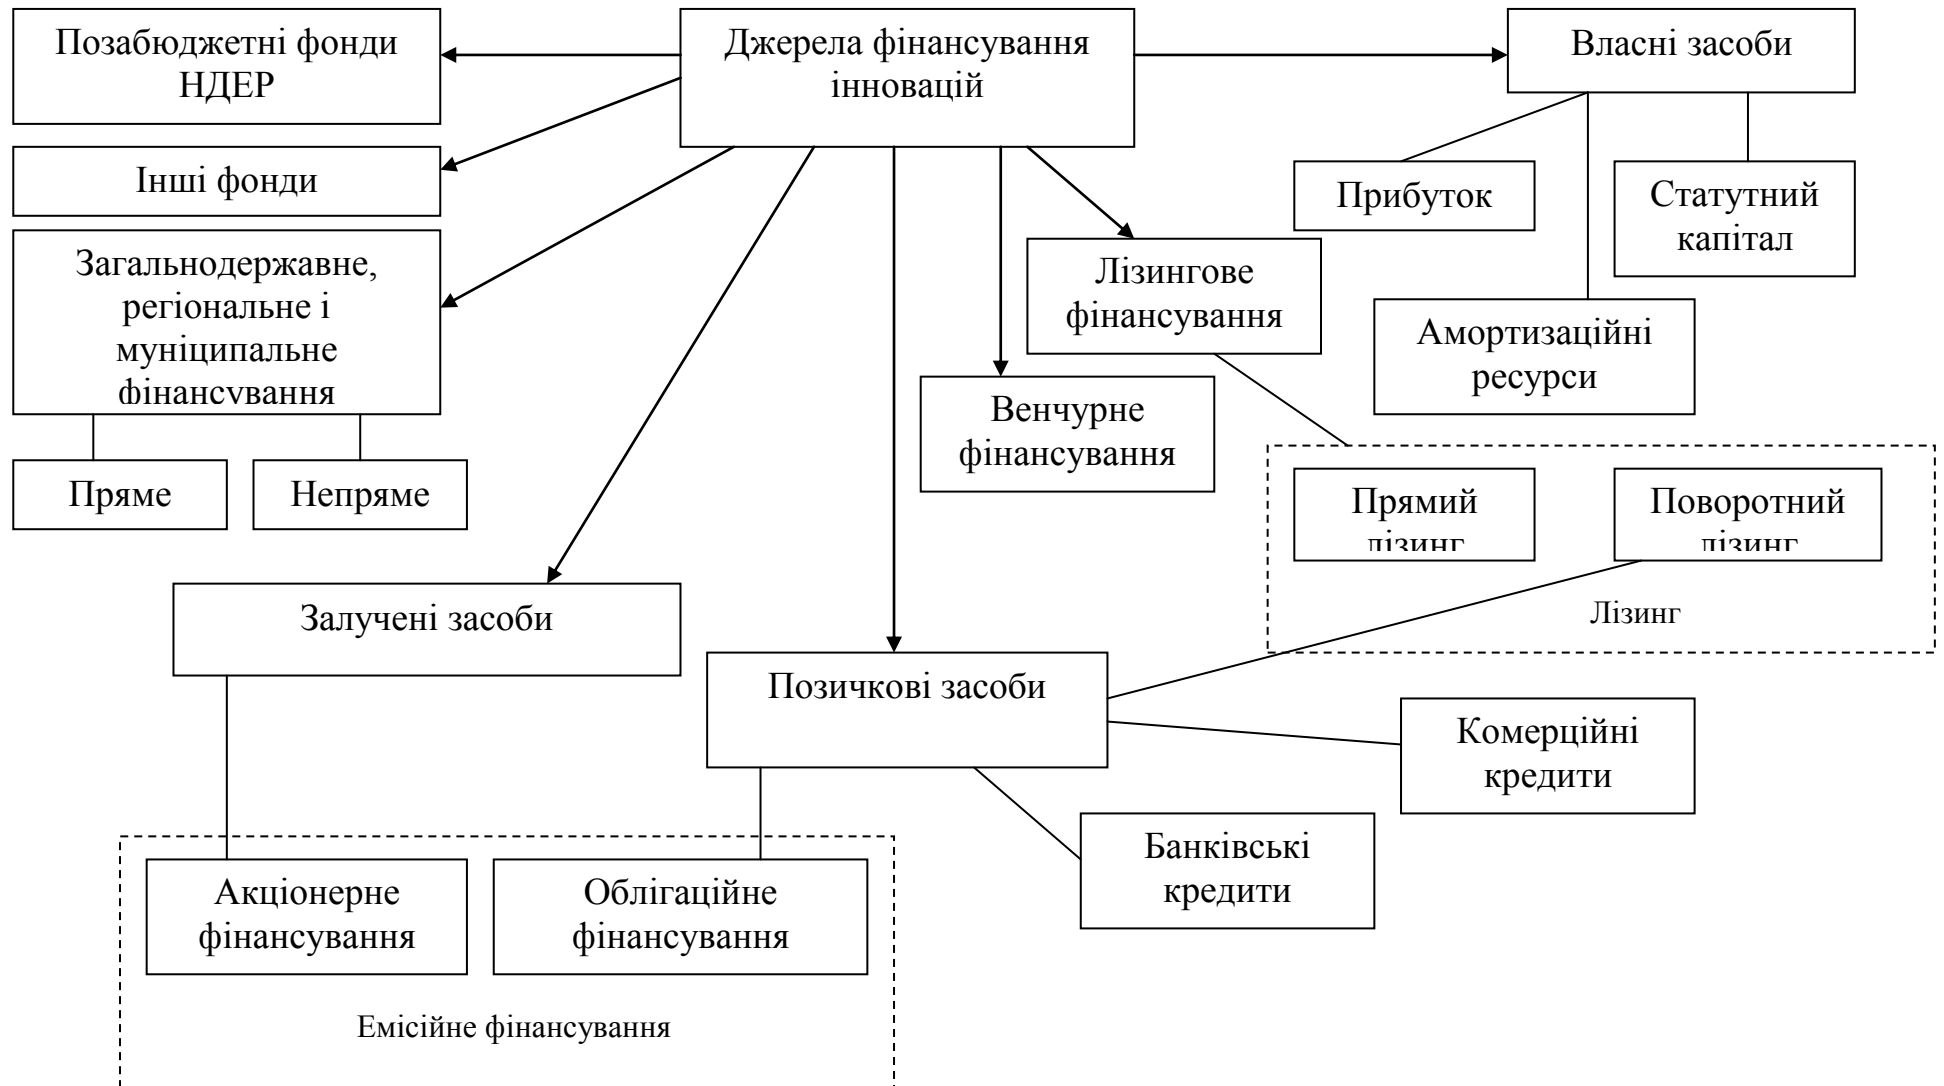 Позабюджетні фонди
НДЕР
Джерела фінансування
інновацій
Власні засоби
Інші фонди
Прибуток
Статутний
капітал
Загальнодержавне,
регіональне і
муніципальне
фінансування
Лізингове
фінансування
Амортизаційні
ресурси
Венчурне
фінансування
Пряме
Непряме
Прямий
лізинг
Поворотний
лізинг
Лізинг
Залучені засоби
Позичкові засоби
Комерційні
кредити
Банківські
кредити
Акціонерне
фінансування
Облігаційне
фінансування
Емісійне фінансування